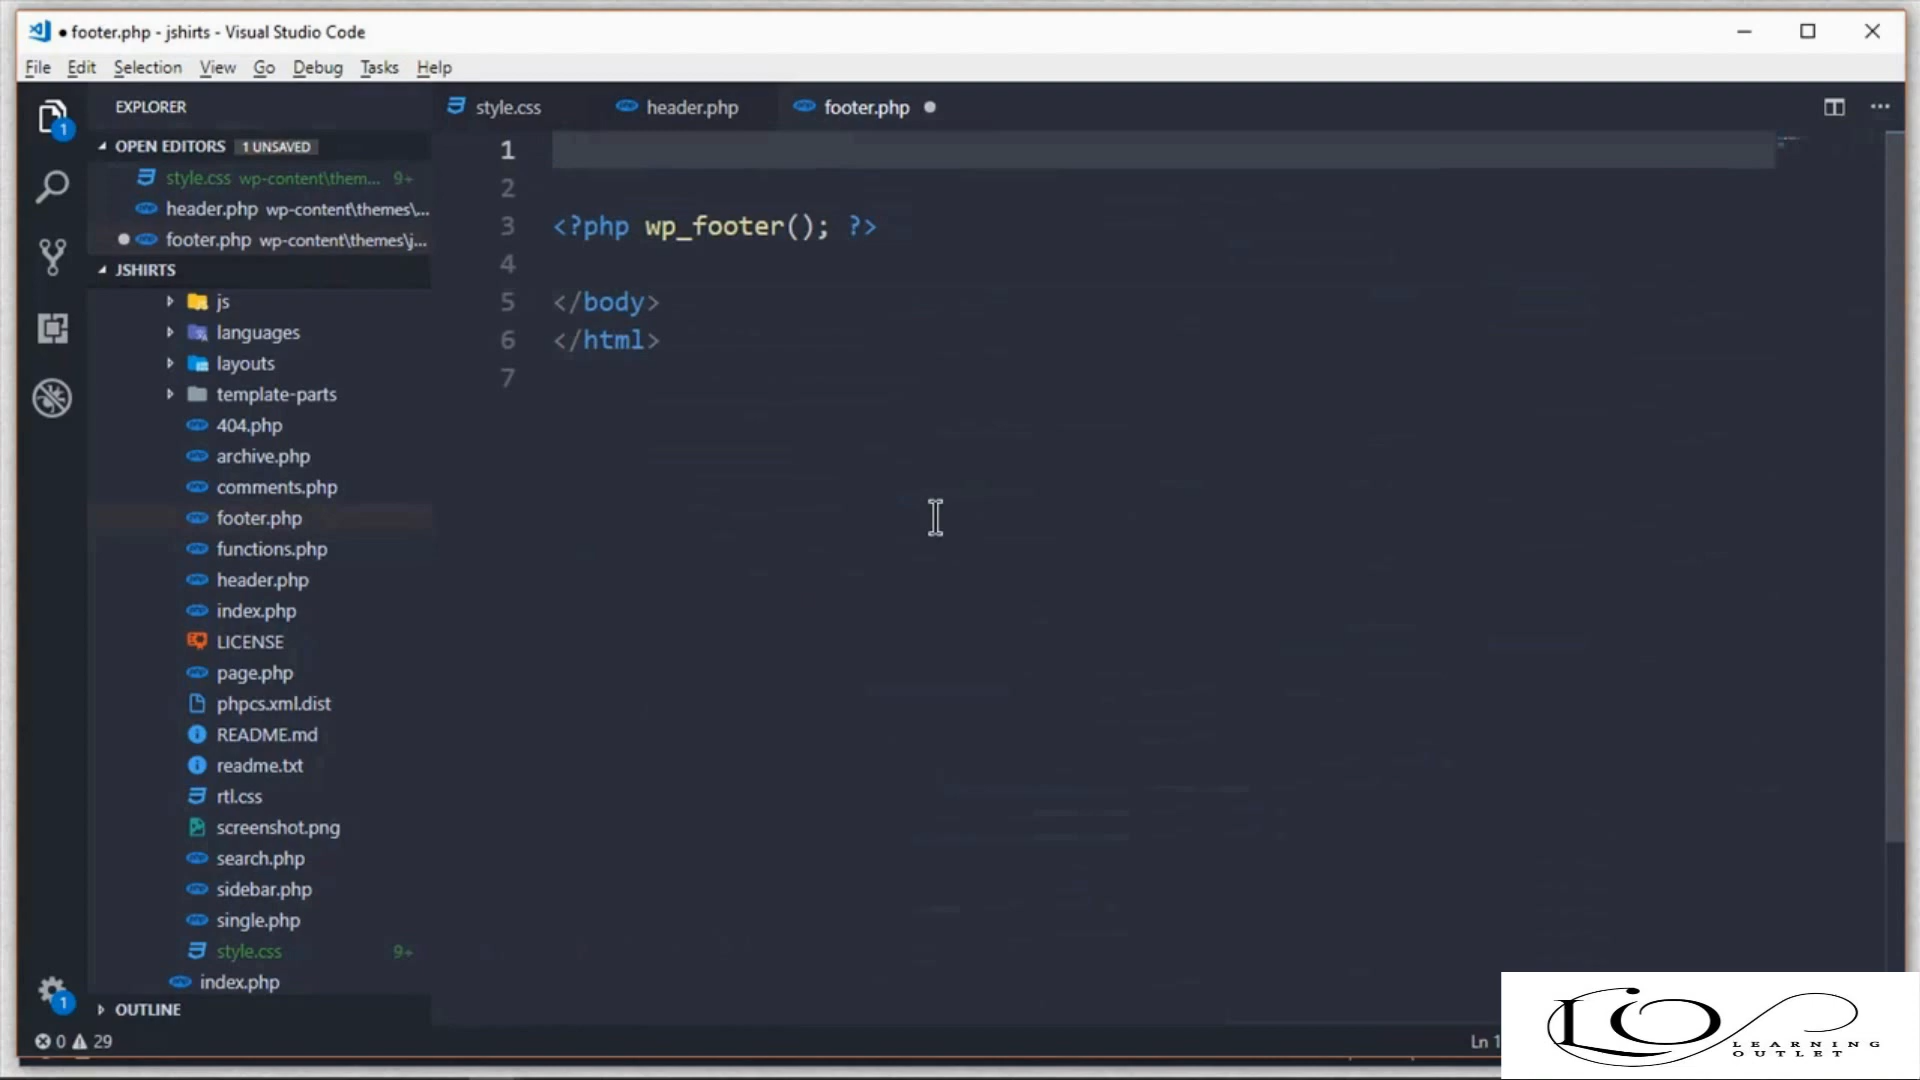 footer.php - jshirts - Visual Studio Code
File Edit Selection View Go Debug Tasks Help
EXPLORER
style.css header.php footer.php
OPEN EDITORS 1 UNSAVED
style.css wp-content\them... 9+
header.php wp-content\themes\...
footer.php wp-content\themes\j...
JSHIRTS
js
languages
layouts
template-parts
404.php
archive.php
comments.php
footer.php
functions.php
header.php
index.php
LICENSE
page.php
phpcs.xml.dist
README.md
readme.txt
rtl.css
screenshot.png
search.php
sidebar.php
single.php
style.css 9+
index.php
OUTLINE
1
2
3 <?php wp_footer(); ?>
4
5 </body>
6 </html>
7
1
1
0 29
Ln 1
LO
LEARNING
OUTLET